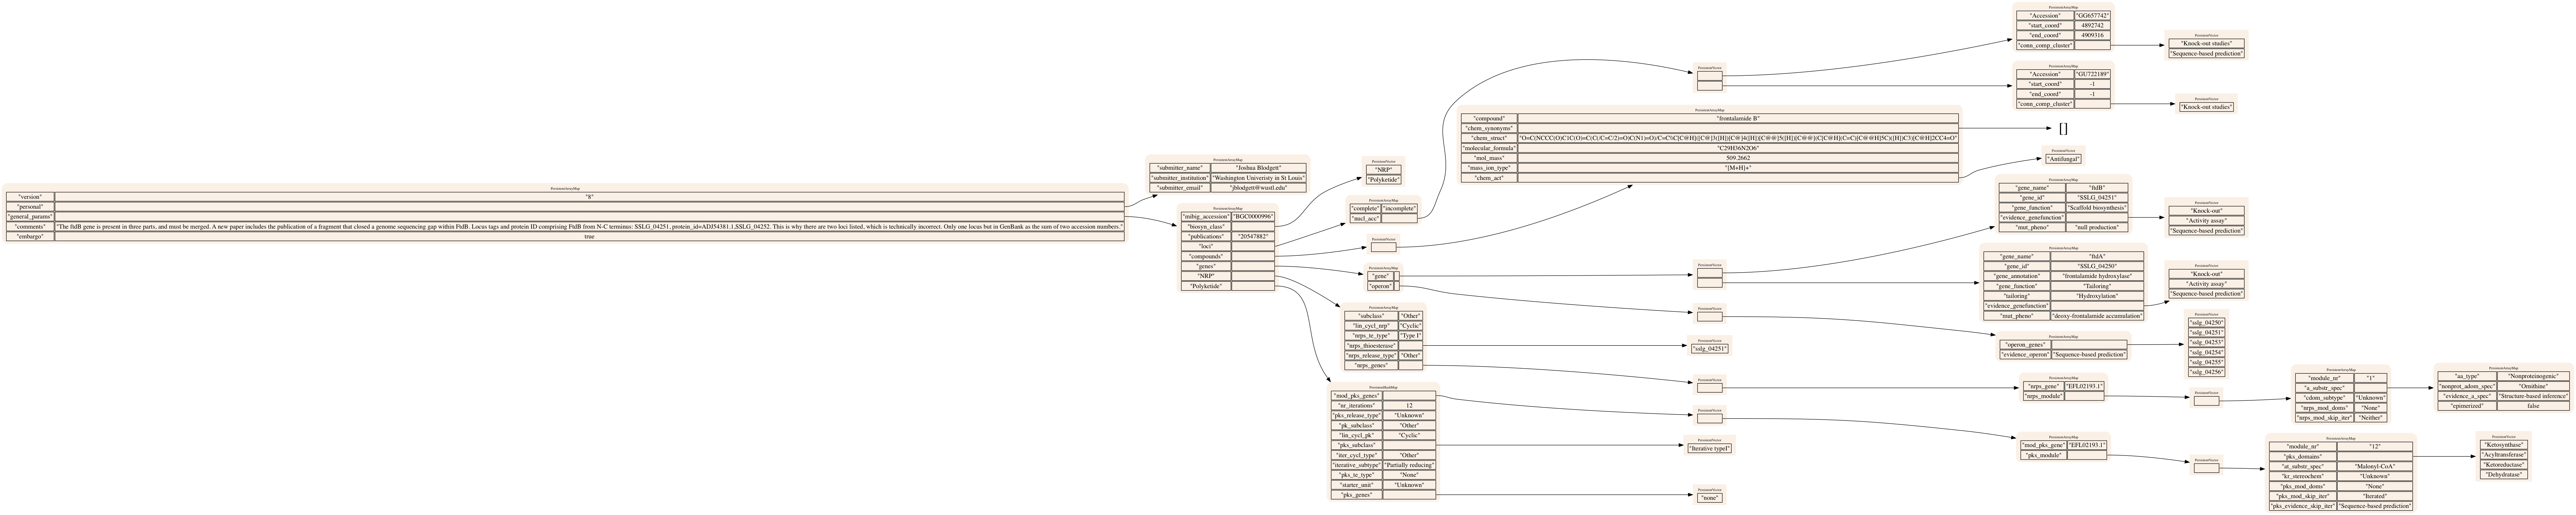 PersistentArrayMap
"version" "8"
"personal"
"general_params"
"comments" "The ftdB gene is present in three parts, and must be merged. A new paper includes the publication of a fragment that closed a genome sequencing gap within FtdB. Locus tags and protein ID comprising FtdB from N-C terminus: SSLG_04251, protein_id=ADJ54381.1,SSLG_04252. This is why there are two loci listed, which is technically incorrect. Only one locus but in GenBank as the sum of two accession numbers."
"embargo" true
PersistentArrayMap
"submitter_name" "Joshua Blodgett"
"submitter_institution" "Washington Univeristy in St Louis"
"submitter_email" "jblodgett@wustl.edu"
PersistentArrayMap
"mibig_accession" "BGC0000996"
"biosyn_class"
"publications" "20547882"
"loci"
"compounds"
"genes"
"NRP"
"Polyketide"
PersistentVector
"NRP"
"Polyketide"
PersistentArrayMap
"complete" "incomplete"
"nucl_acc"
PersistentVector
PersistentArrayMap
"gene"
"operon"
PersistentArrayMap
"subclass" "Other"
"lin_cycl_nrp" "Cyclic"
"nrps_te_type" "Type I"
"nrps_thioesterase"
"nrps_release_type" "Other"
"nrps_genes"
PersistentHashMap
"mod_pks_genes"
"nr_iterations" 12
"pks_release_type" "Unknown"
"pk_subclass" "Other"
"lin_cycl_pk" "Cyclic"
"pks_subclass"
"iter_cycl_type" "Other"
"iterative_subtype" "Partially reducing"
"pks_te_type" "None"
"starter_unit" "Unknown"
"pks_genes"
PersistentVector
PersistentArrayMap
"compound" "frontalamide B"
"chem_synonyms"
"chem_struct"
"molecular_formula" "C29H36N2O6"
"mol_mass" 509.2662
"mass_ion_type" "[M+H]+"
"chem_act"
PersistentVector
PersistentVector
PersistentVector
"sslg_04251"
PersistentVector
PersistentVector
PersistentVector
"Iterative typeI"
PersistentVector
"none"
PersistentArrayMap
"Accession" "GG657742"
"start_coord" 4892742
"end_coord" 4909316
"conn_comp_cluster"
PersistentArrayMap
"Accession" "GU722189"
"start_coord" -1
"end_coord" -1
"conn_comp_cluster"
[]
PersistentVector
"Antifungal"
PersistentArrayMap
"gene_name" "ftdB"
"gene_id" "SSLG_04251"
"gene_function" "Scaffold biosynthesis"
"evidence_genefunction"
"mut_pheno" "null production"
PersistentArrayMap
"gene_name" "ftdA"
"gene_id" "SSLG_04250"
"gene_annotation" "frontalamide hydroxylase"
"gene_function" "Tailoring"
"tailoring" "Hydroxylation"
"evidence_genefunction"
"mut_pheno" "deoxy-frontalamide accumulation"
PersistentArrayMap
"operon_genes"
"evidence_operon" "Sequence-based prediction"
PersistentArrayMap
"nrps_gene" "EFL02193.1"
"nrps_module"
PersistentArrayMap
"mod_pks_gene" "EFL02193.1"
"pks_module"
PersistentVector
"Knock-out studies"
"Sequence-based prediction"
PersistentVector
"Knock-out studies"
PersistentVector
"Knock-out"
"Activity assay"
"Sequence-based prediction"
PersistentVector
"Knock-out"
"Activity assay"
"Sequence-based prediction"
PersistentVector
"sslg_04250"
"sslg_04251"
"sslg_04253"
"sslg_04254"
"sslg_04255"
"sslg_04256"
PersistentVector
PersistentVector
PersistentArrayMap
"module_nr" "1"
"a_substr_spec"
"cdom_subtype" "Unknown"
"nrps_mod_doms" "None"
"nrps_mod_skip_iter" "Neither"
PersistentArrayMap
"module_nr" "12"
"pks_domains"
"at_substr_spec" "Malonyl-CoA"
"kr_stereochem" "Unknown"
"pks_mod_doms" "None"
"pks_mod_skip_iter" "Iterated"
"pks_evidence_skip_iter" "Sequence-based prediction"
PersistentArrayMap
"aa_type" "Nonproteinogenic"
"nonprot_adom_spec" "Ornithine"
"evidence_a_spec" "Structure-based inference"
"epimerized" false
PersistentVector
"Ketosynthase"
"Acyltransferase"
"Ketoreductase"
"Dehydratase"